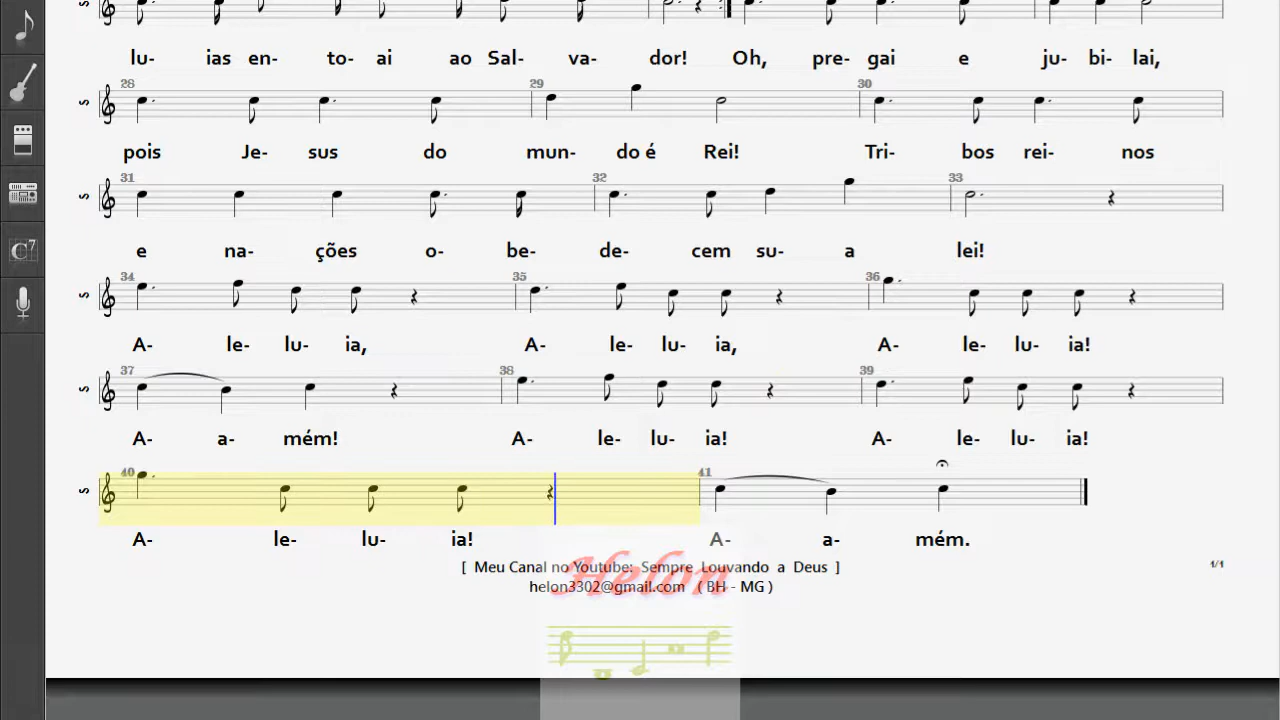 lu- ias en- to- ai ao Sal- va- dor! Oh, pre- gai e ju- bi- lai,
28 29 30
S
pois Je- sus do mun- do é Rei! Tri- bos rei- nos
31 32 33
S
e na- ções o- be- de- cem su- a lei!
34 35 36
S
A- le- lu- ia, A- le- lu- ia, A- le- lu- ia!
37 38 39
S
A- a- mém! A- le- lu- ia! A- le- lu- ia!
40 41
S
A- le- lu- ia! A- a- mém.
[ Meu Canal no Youtube: Sempre Louvando a Deus ] 1/1
Helon
helon3302@gmail.com ( BH - MG )
C7